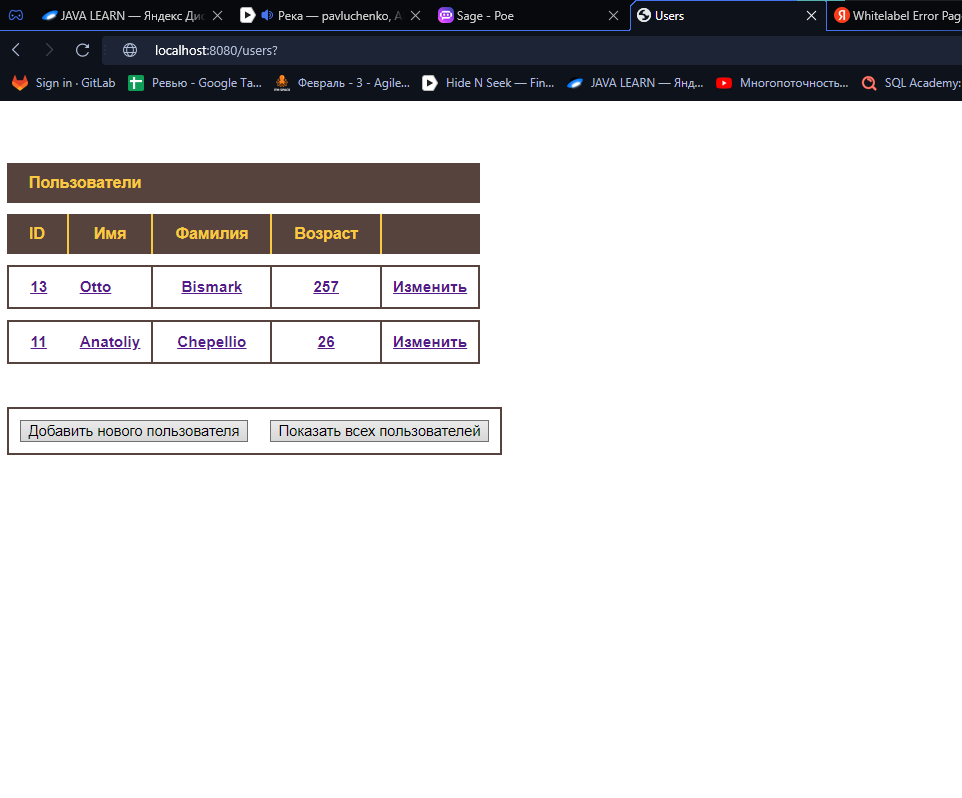 JAVA LEARN — Яндекс Дис
Река — pavluchenko, A
Sage - Poe
Users
Whitelabel Error Pag
localhost:8080/users?
Sign in · GitLab
Ревью - Google Та...
Февраль - 3 - Agile...
Hide N Seek — Fin...
JAVA LEARN — Янд...
Многопоточность...
SQL Academy:
Пользователи
ID Имя Фамилия Возраст
13 Otto Bismark 257 Изменить
11 Anatoliy Chepellio 26 Изменить
Добавить нового пользователя Показать всех пользователей